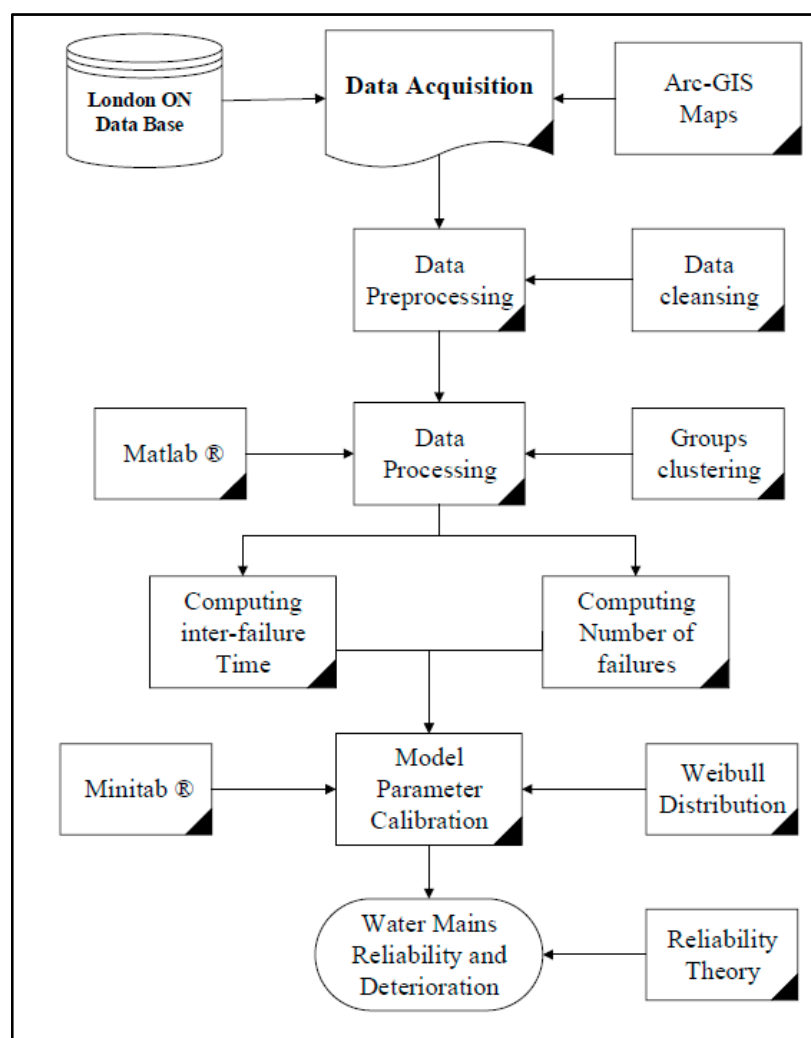 London ON
Data Base
Data Acquisition
Arc-GIS
Maps
Data
Preprocessing
Data
cleansing
Matlab ®
Data
Processing
Groups
clustering
Computing
inter-failure
Time
Computing
Number of
failures
Minitab ®
Model
Parameter
Calibration
Weibull
Distribution
Water Mains
Reliability and
Deterioration
Reliability
Theory